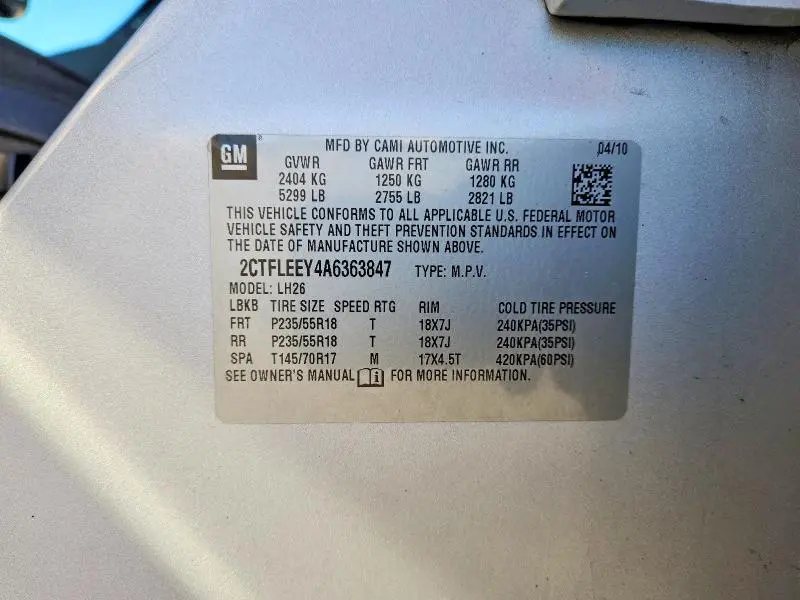 GM
MFD BY CAMI AUTOMOTIVE INC. 04/10
GVWR GAWR FRT GAWR RR
2404 KG 1250 KG 1280 KG
5299 LB 2755 LB 2821 LB
THIS VEHICLE CONFORMS TO ALL APPLICABLE U.S. FEDERAL MOTOR
VEHICLE SAFETY AND THEFT PREVENTION STANDARDS IN EFFECT ON
THE DATE OF MANUFACTURE SHOWN ABOVE.
2CTFLEEY4A6363847 TYPE: M.P.V.
MODEL: LH26
LBKB TIRE SIZE SPEED RTG RIM COLD TIRE PRESSURE
FRT P235/55R18 T 18X7J 240KPA(35PSI)
RR P235/55R18 T 18X7J 240KPA(35PSI)
SPA T145/70R17 M 17X4.5T 420KPA(60PSI)
SEE OWNER'S MANUAL FOR MORE INFORMATION.